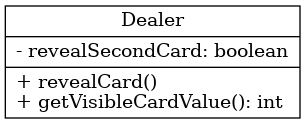 Dealer
- revealSecondCard: boolean
+ revealCard()
+ getVisibleCardValue(): int